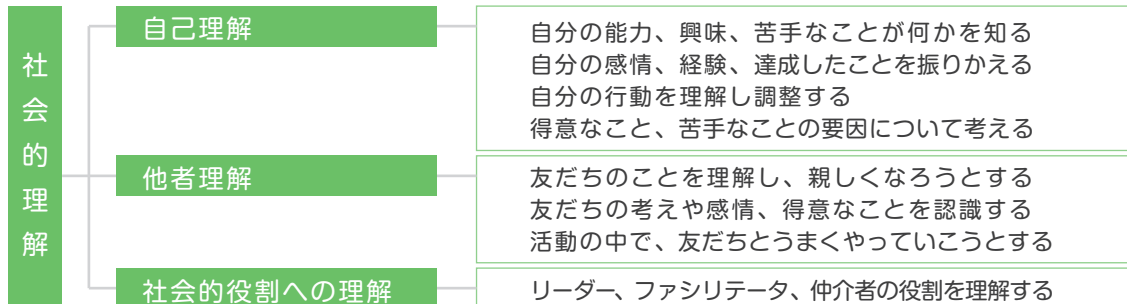 社会的理解
自己理解
自分の能力、興味、苦手なことが何かを知る
自分の感情、経験、達成したことを振りかえる
自分の行動を理解し調整する
得意なこと、苦手なことの要因について考える
他者理解
友だちのことを理解し、親しくなろうとする
友だちの考えや感情、得意なことを認識する
活動の中で、友だちとうまくやっていこうとする
社会的役割への理解
リーダー、ファシリテータ、仲介者の役割を理解する